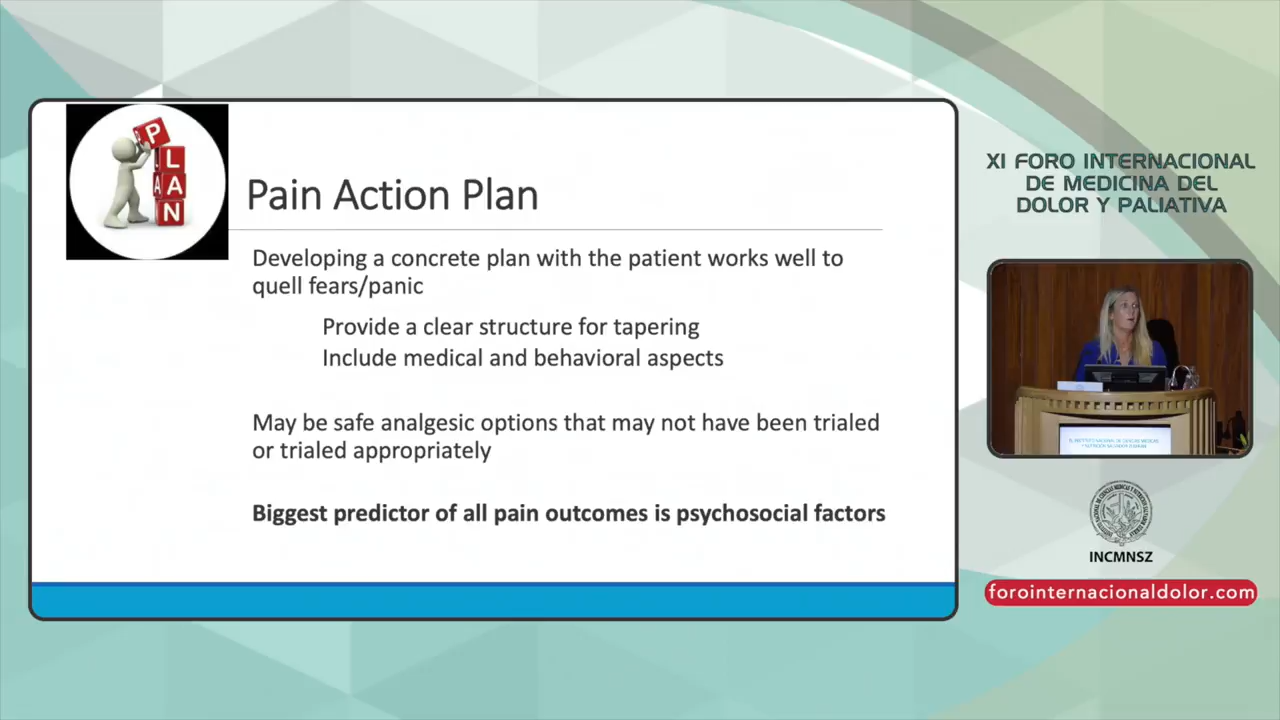 P
L
A A
N
Pain Action Plan
Developing a concrete plan with the patient works well to
quell fears/panic
Provide a clear structure for tapering
Include medical and behavioral aspects
May be safe analgesic options that may not have been trialed
or trialed appropriately
Biggest predictor of all pain outcomes is psychosocial factors
XI FORO INTERNACIONAL
DE MEDICINA DEL
DOLOR Y PALIATIVA
INCMNSZ
forointernacionaldolor.com